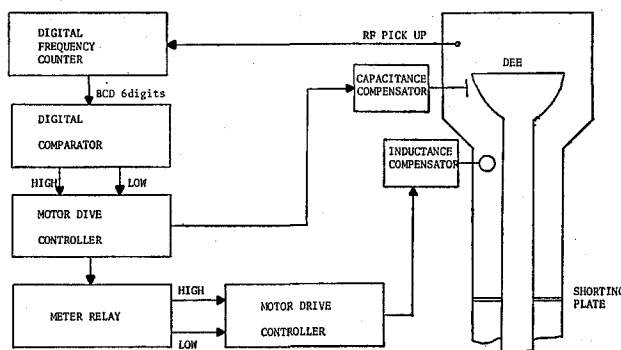 DIGITAL
FREQUENCY
COUNTER
RF PICK UP
BCD 6digits
DIGITAL
COMPARATOR
HIGH
LOW
MOTOR DIVE
CONTROLLER
METER RELAY
HIGH
LOW
MOTOR DRIVE
CONTROLLER
CAPACITANCE
COMPENSATOR
INDUCTANCE
COMPENSATOR
DEE
SHORTING
PLATE